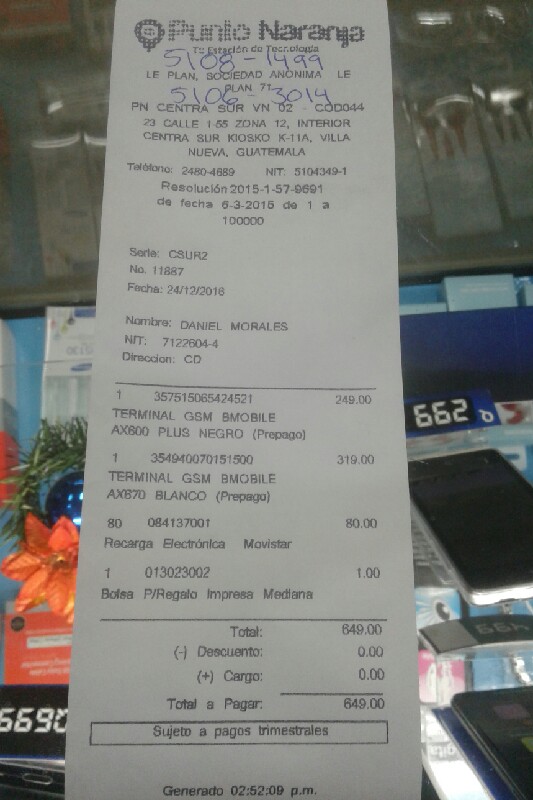 Punto Naranja
Tu Estación de Tecnología
5108-1499
LE PLAN, SOCIEDAD ANONIMA LE
PLAN 71
5106-3014
PN CENTRA SUR VN 02 COD044
23 CALLE 1-55 ZONA 12, INTERIOR
CENTRA SUR KIOSKO K-11A, VILLA
NUEVA, GUATEMALA
Teléfono: 2480-4689 NIT: 5104349-1
Resolución 2015-1-57-9691
de fecha 6-3-2015 de 1 a
100000
Serie: CSUR2
No. 11887
Fecha: 24/12/2016
Nombre: DANIEL MORALES
NIT: 7122604-4
Direccion: CD
1 357515065424521 249.00
TERMINAL GSM BMOBILE
AX600 PLUS NEGRO (Prepago)
1 354940070151500 319.00
TERMINAL GSM BMOBILE
AX670 BLANCO (Prepago)
80 084137001 80.00
Recarga Electrónica Movistar
1 013023002 1.00
Bolsa P/Regalo Impresa Mediana
Total: 649.00
(-) Descuento: 0.00
(+) Cargo: 0.00
Total a Pagar: 649.00
Sujeto a pagos trimestrales
Generado 02:52:09 p.m.